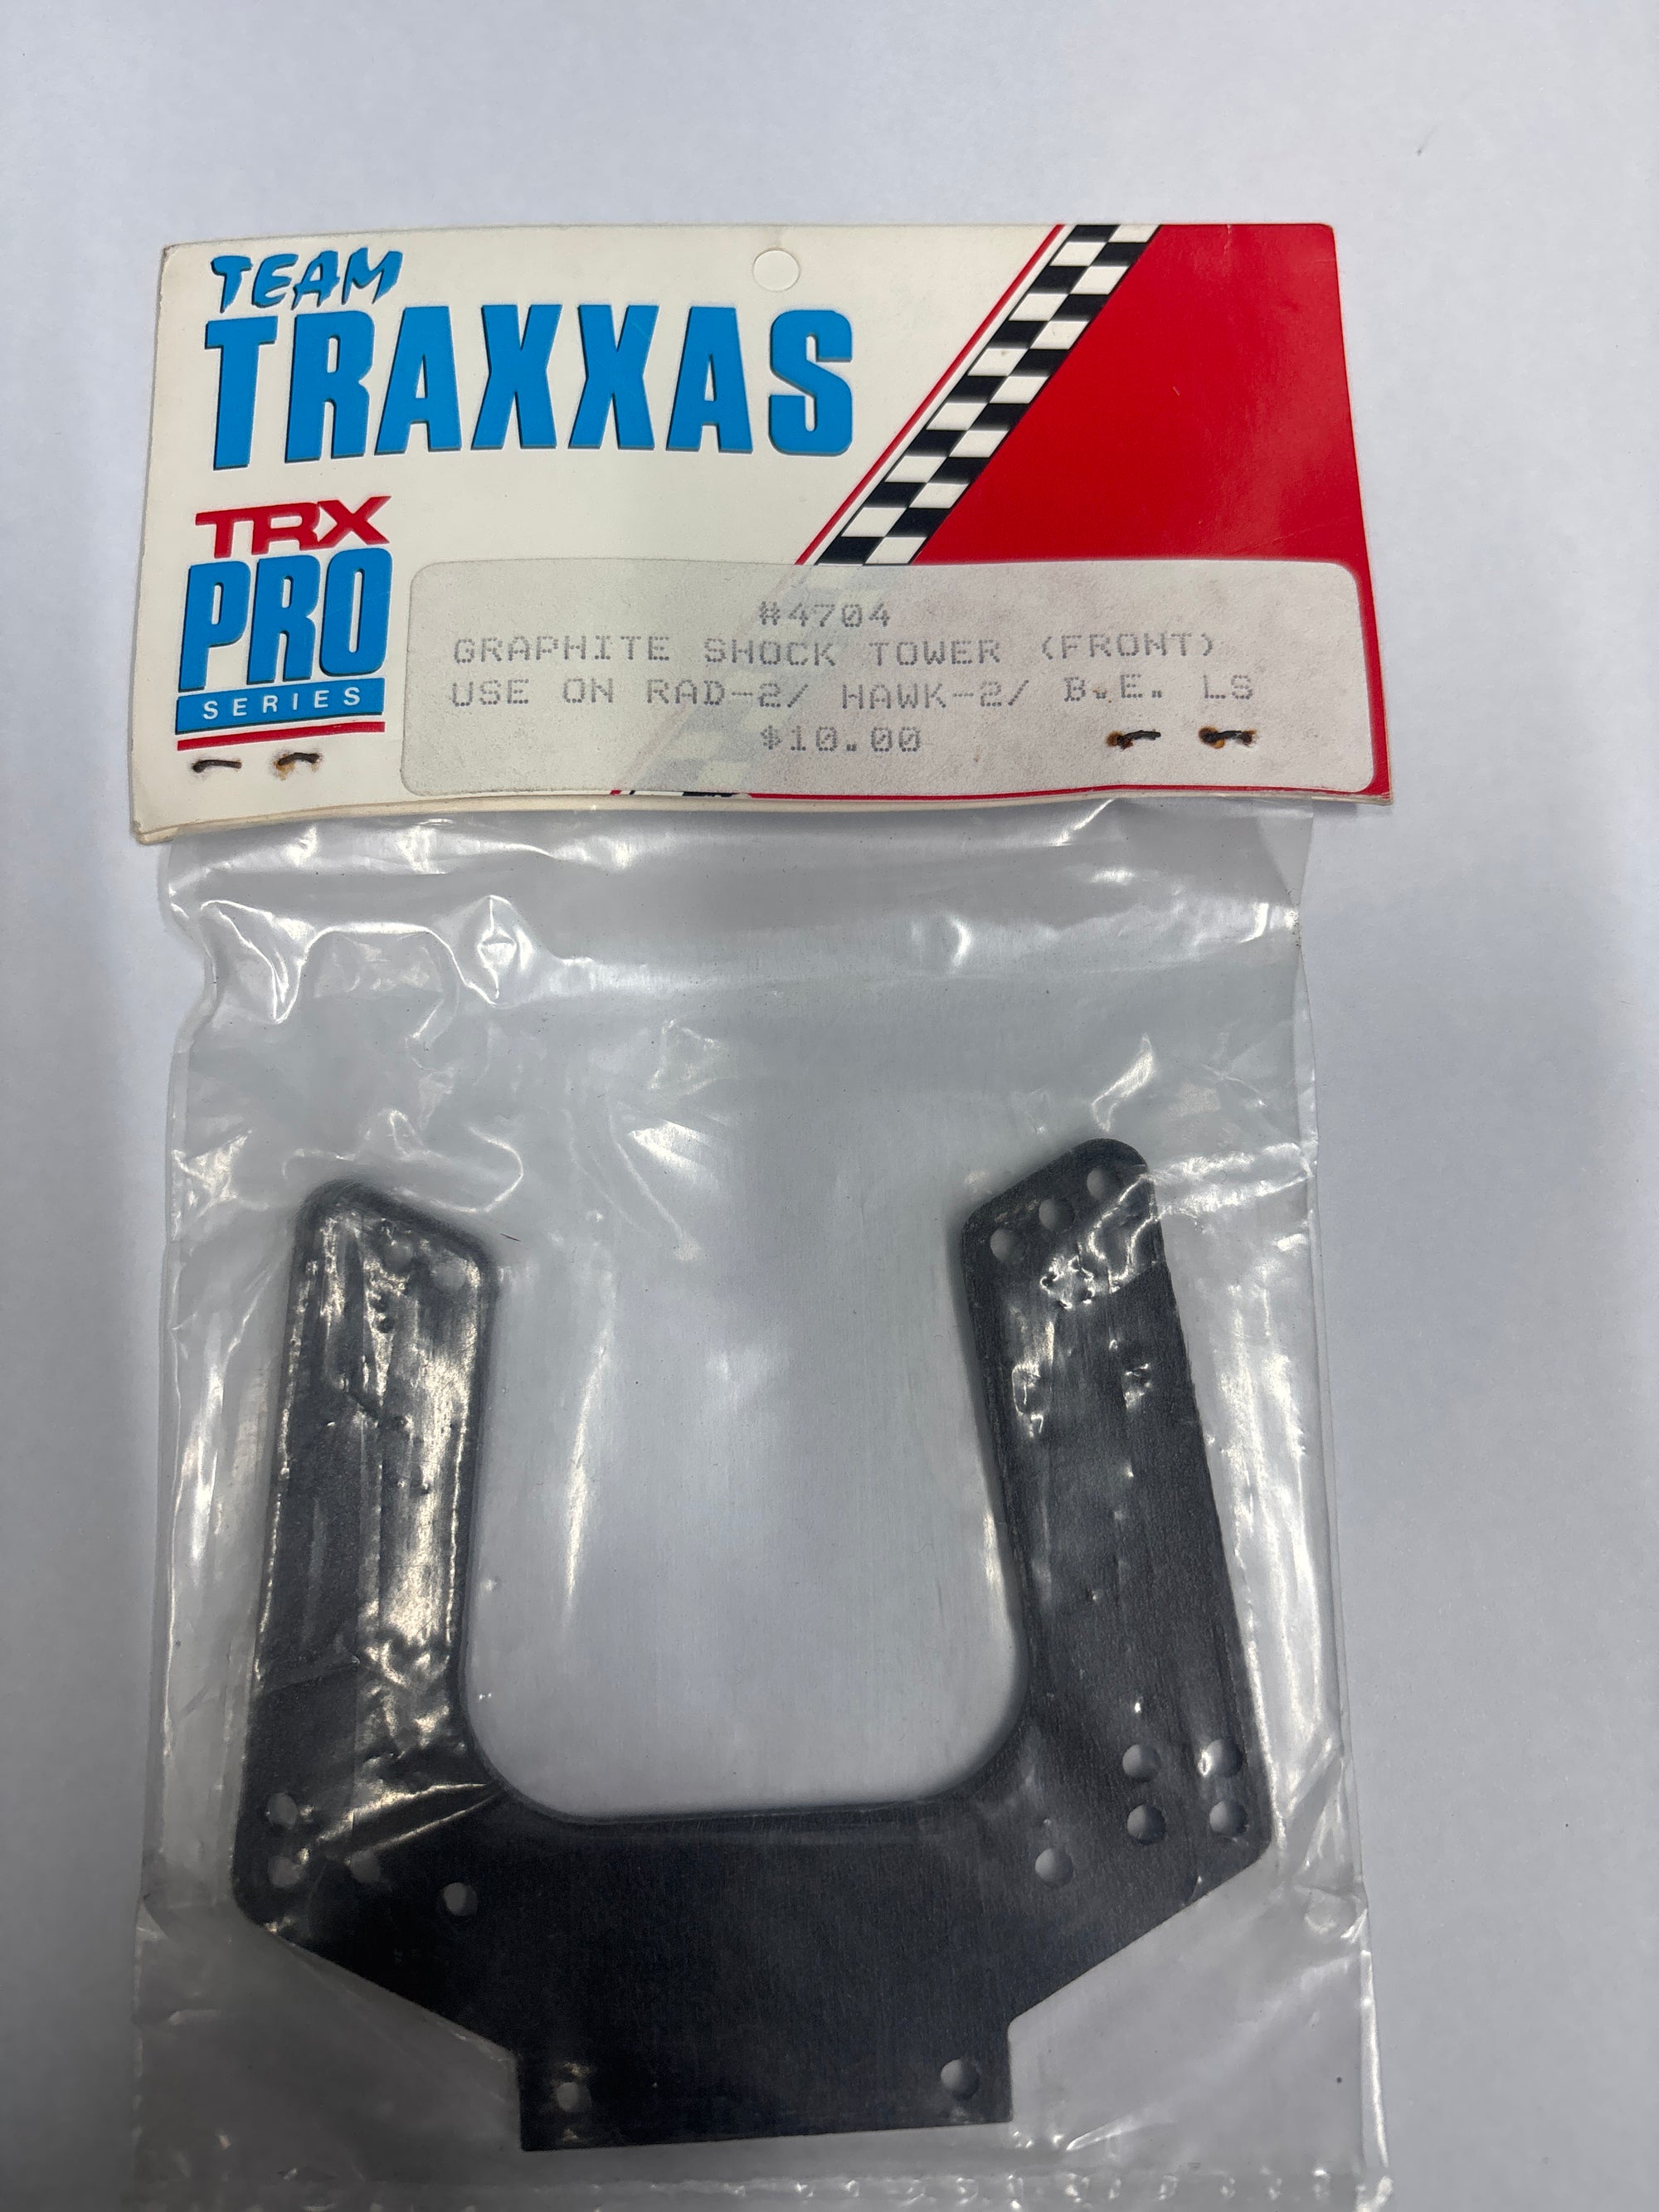 TEAM
TRAXXAS
TRX
PRO
SERIES
#4704
GRAPHITE SHOCK TOWER (FRONT)
USE ON RAD-2/ HAWK-2/ B.E. LS
$10.00